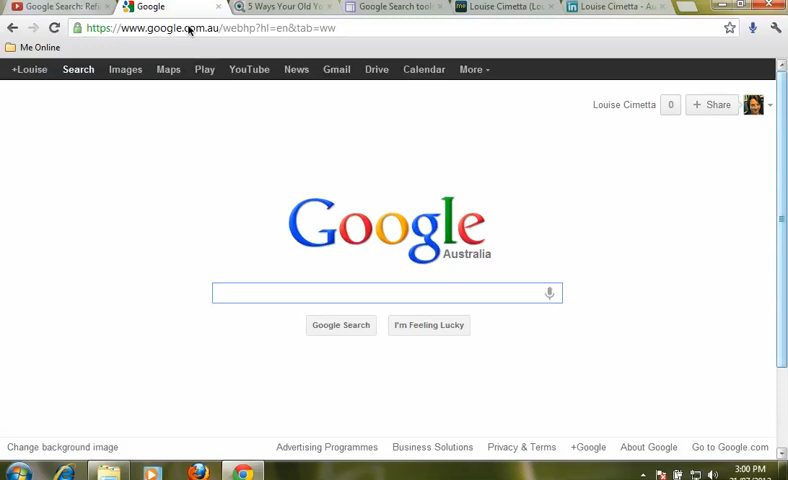 Google Search: Refi
Google
5 Ways Your Old Yo
Google Search tools
Louise Cimetta (Lou
Louise Cimetta - Au
https://www.google.com.au/webhp?hl=en&tab=ww
Me Online
+Louise Search Images Maps Play YouTube News Gmail Drive Calendar More
Louise Cimetta 0 + Share
Google
Australia
Google Search I'm Feeling Lucky
Change background image Advertising Programmes Business Solutions Privacy & Terms +Google About Google Go to Google.com
3:00 PM